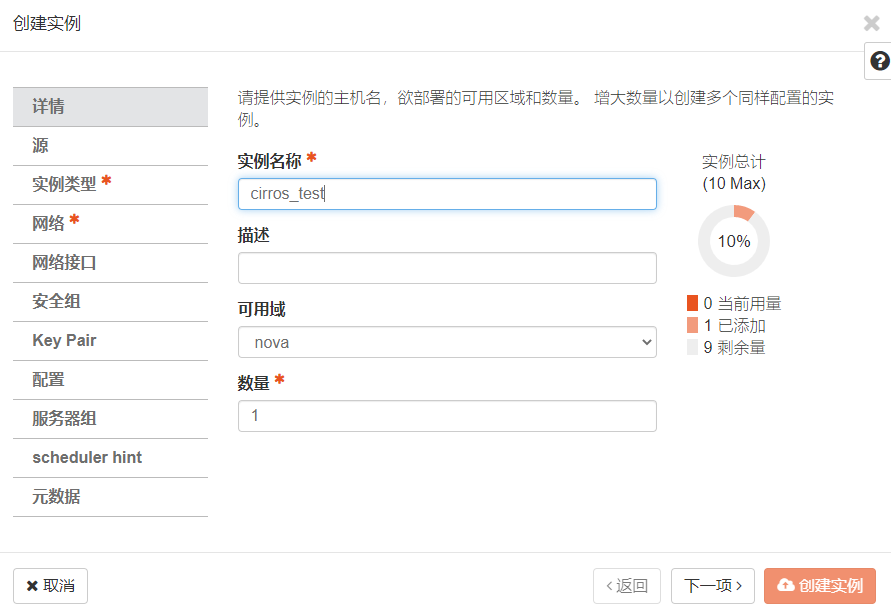 创建实例
详情
源
实例类型 *
网络 *
网络接口
安全组
Key Pair
配置
服务器组
scheduler hint
元数据
请提供实例的主机名，欲部署的可用区域和数量。 增大数量以创建多个同样配置的实
例。
实例名称 *
cirros_test
描述
可用域
nova
数量 *
1
实例总计
(10 Max)
10%
0 当前用量
1 已添加
9 剩余量
取消
返回
下一项
创建实例